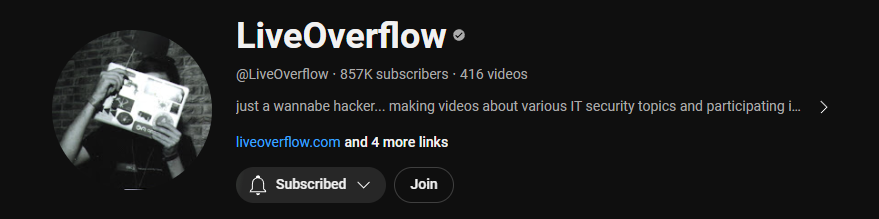 LiveOverflow
@LiveOverflow · 857K subscribers · 416 videos
just a wannabe hacker... making videos about various IT security topics and participating i...
liveoverflow.com and 4 more links
Subscribed
Join